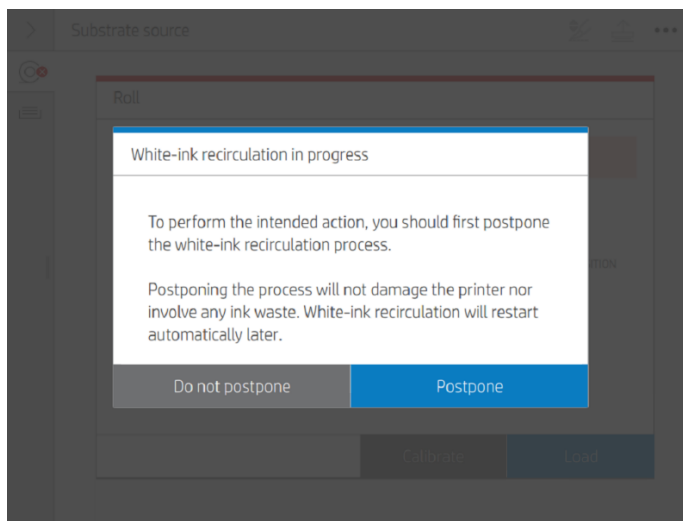 Substrate source
Roll
White-ink recirculation in progress
To perform the intended action, you should first postpone
the white-ink recirculation process.
Postponing the process will not damage the printer nor
involve any ink waste. White-ink recirculation will restart
automatically later.
Do not postpone
Postpone
Calibrate
Load